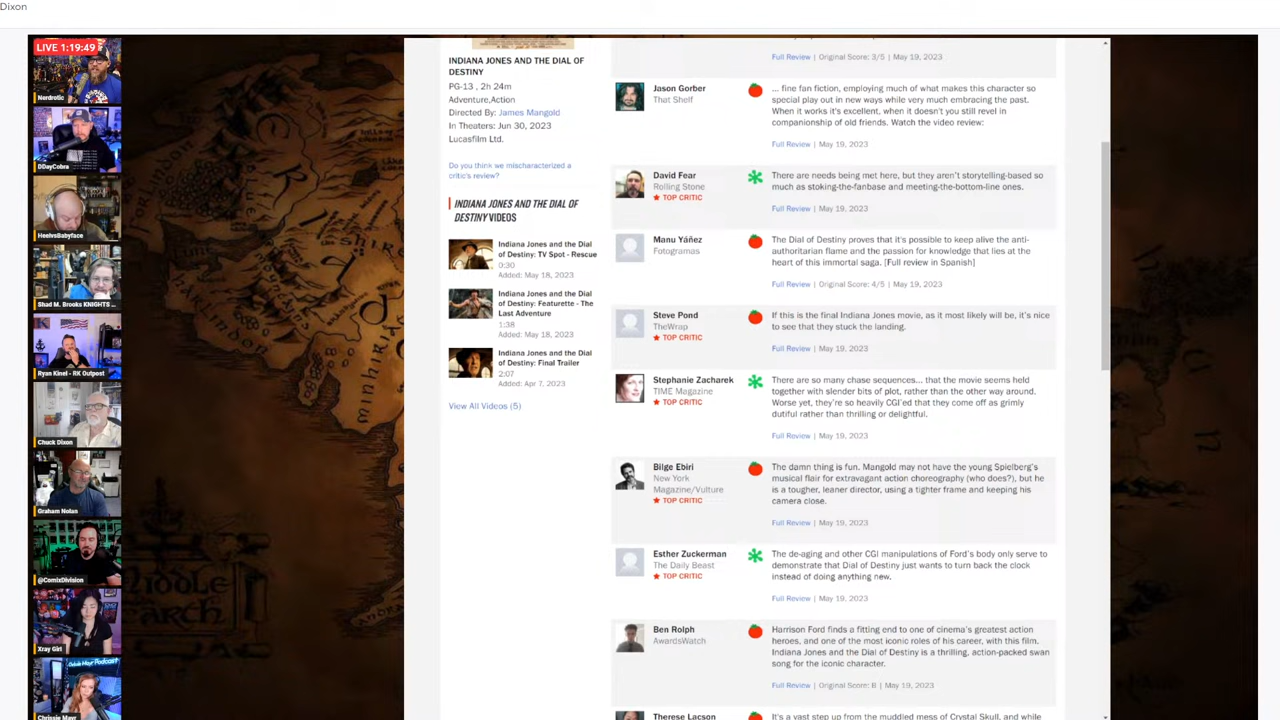 Dixon
LIVE 1:19:49
Nerdrotic
DDayCobra
HeelvsBabyface
Shad M. Brooks KNIGHTS ...
Ryan Kinel - RK Outpost
Chuck Dixon
Graham Nolan
@ComixDivision
Xray Girl
Chrissie Mayr
INDIANA JONES AND THE DIAL OF
DESTINY
PG-13 , 2h 24m
Adventure,Action
Directed By: James Mangold
In Theaters: Jun 30, 2023
Lucasfilm Ltd.
Do you think we mischaracterized a
critic's review?
INDIANA JONES AND THE DIAL OF
DESTINY VIDEOS
Indiana Jones and the Dial
of Destiny: TV Spot - Rescue
0:30
Added: May 18, 2023
Indiana Jones and the Dial
of Destiny: Featurette - The
Last Adventure
1:38
Added: May 18, 2023
Indiana Jones and the Dial
of Destiny: Final Trailer
2:07
Added: Apr 7, 2023
View All Videos (5)
Full Review | Original Score: 3/5 | May 19, 2023
Jason Gorber
That Shelf
... fine fan fiction, employing much of what makes this character so
special play out in new ways while very much embracing the past.
When it works it's excellent, when it doesn't you still revel in
companionship of old friends. Watch the video review:
Full Review | May 19, 2023
David Fear
Rolling Stone
TOP CRITIC
There are needs being met here, but they aren't storytelling-based so
much as stoking-the-fanbase and meeting-the-bottom-line ones.
Full Review | May 19, 2023
Manu Yáñez
Fotogramas
The Dial of Destiny proves that it's possible to keep alive the anti-
authoritarian flame and the passion for knowledge that lies at the
heart of this immortal saga. [Full review in Spanish]
Full Review | Original Score: 4/5 | May 19, 2023
Steve Pond
TheWrap
TOP CRITIC
If this is the final Indiana Jones movie, as it most likely will be, it's nice
to see that they stuck the landing.
Full Review | May 19, 2023
Stephanie Zacharek
TIME Magazine
TOP CRITIC
There are so many chase sequences... that the movie seems held
together with slender bits of plot, rather than the other way around.
Worse yet, they're so heavily CGI'ed that they come off as grimly
dutiful rather than thrilling or delightful.
Full Review | May 19, 2023
Bilge Ebiri
New York
Magazine/Vulture
TOP CRITIC
The damn thing is fun. Mangold may not have the young Spielberg's
musical flair for extravagant action choreography (who does?), but he
is a tougher, leaner director, using a tighter frame and keeping his
camera close.
Full Review | May 19, 2023
Esther Zuckerman
The Daily Beast
TOP CRITIC
The de-aging and other CGI manipulations of Ford's body only serve to
demonstrate that Dial of Destiny just wants to turn back the clock
instead of doing anything new.
Full Review | May 19, 2023
Ben Rolph
AwardsWatch
Harrison Ford finds a fitting end to one of cinema's greatest action
heroes, and one of the most iconic roles of his career, with this film.
Indiana Jones and the Dial of Destiny is a thrilling, action-packed swan
song for the iconic character.
Full Review | Original Score: B | May 19, 2023
Therese Lacson
It's a vast step up from the muddled mess of Crystal Skull, and while